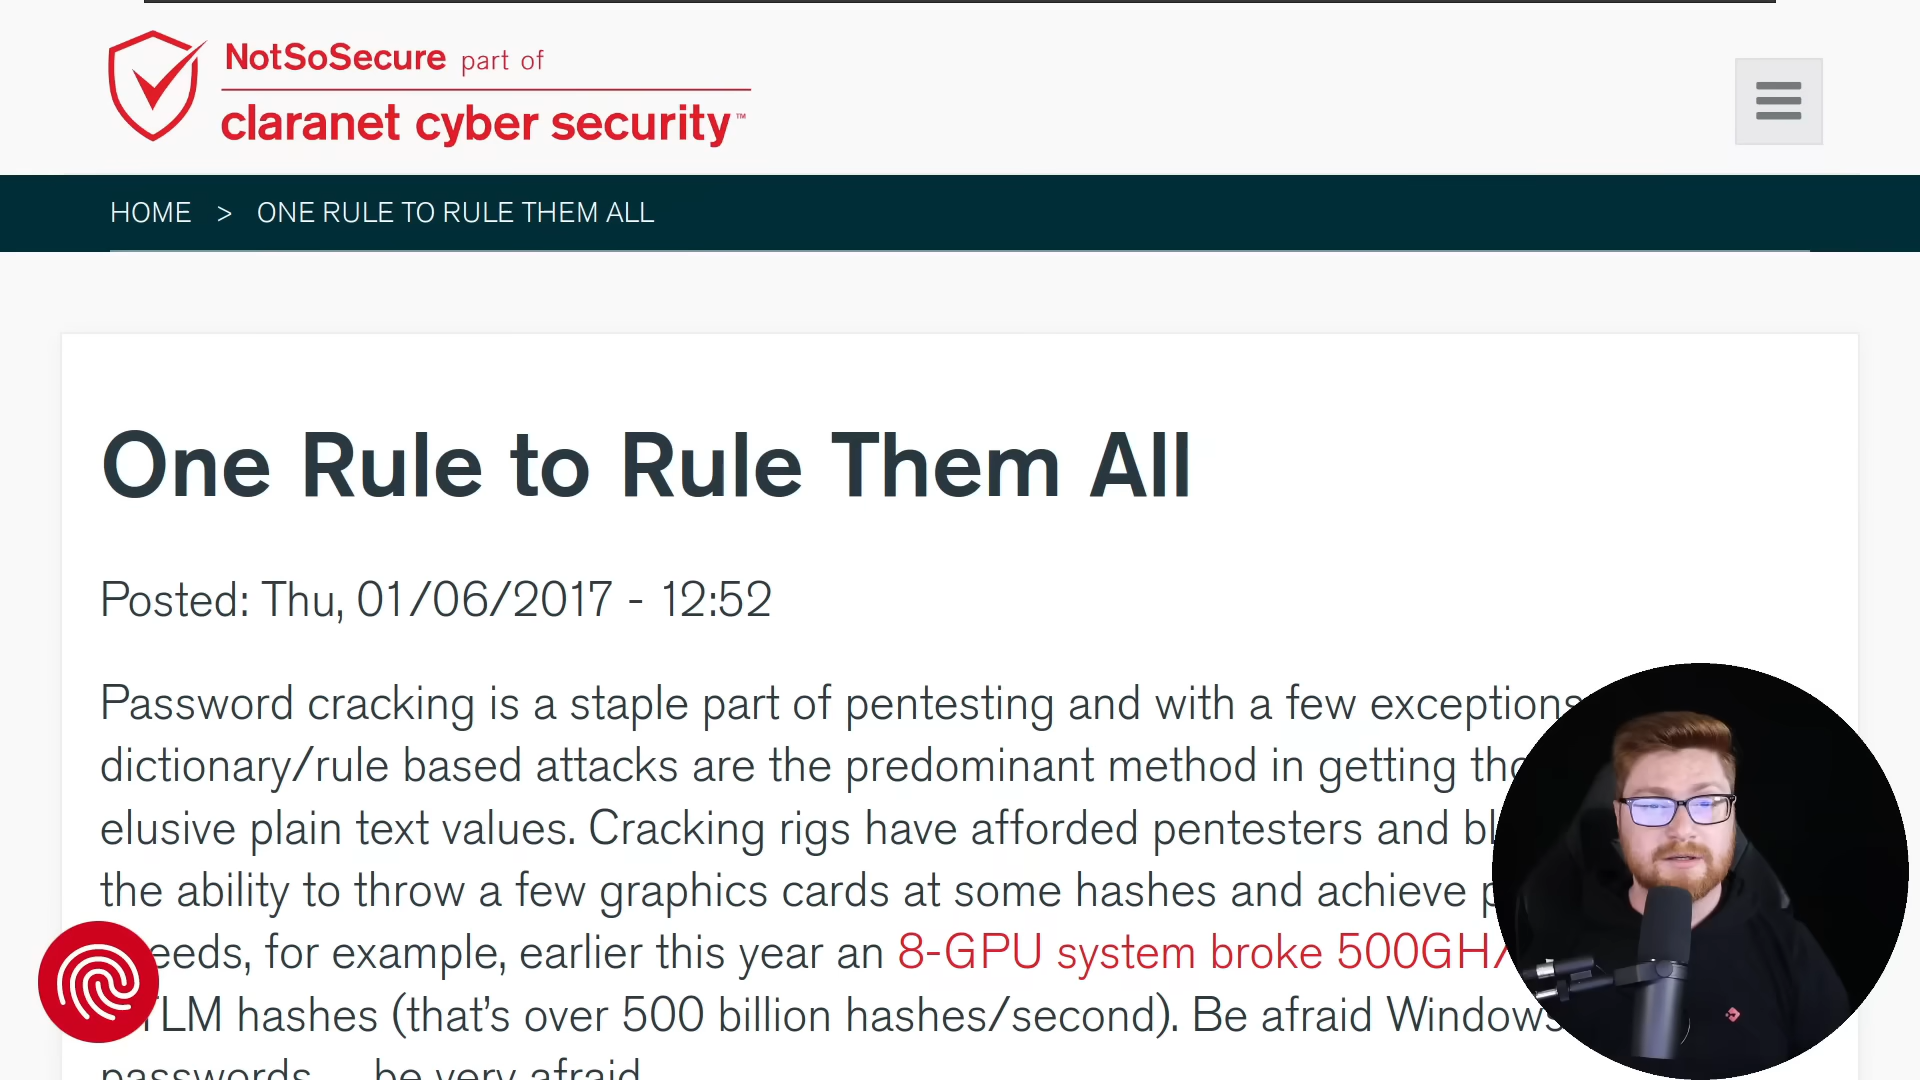 NotSoSecure part of
claranet cyber security™
HOME > ONE RULE TO RULE THEM ALL
One Rule to Rule Them All
Posted: Thu, 01/06/2017 - 12:52
Password cracking is a staple part of pentesting and with a few exceptions
dictionary/rule based attacks are the predominant method in getting
elusive plain text values. Cracking rigs have afforded pentesters and
the ability to throw a few graphics cards at some hashes and achieve
for example, earlier this year an 8-GPU system broke 500GH/
hashes (that's over 500 billion hashes/second). Be afraid Windows
passwords be very afraid